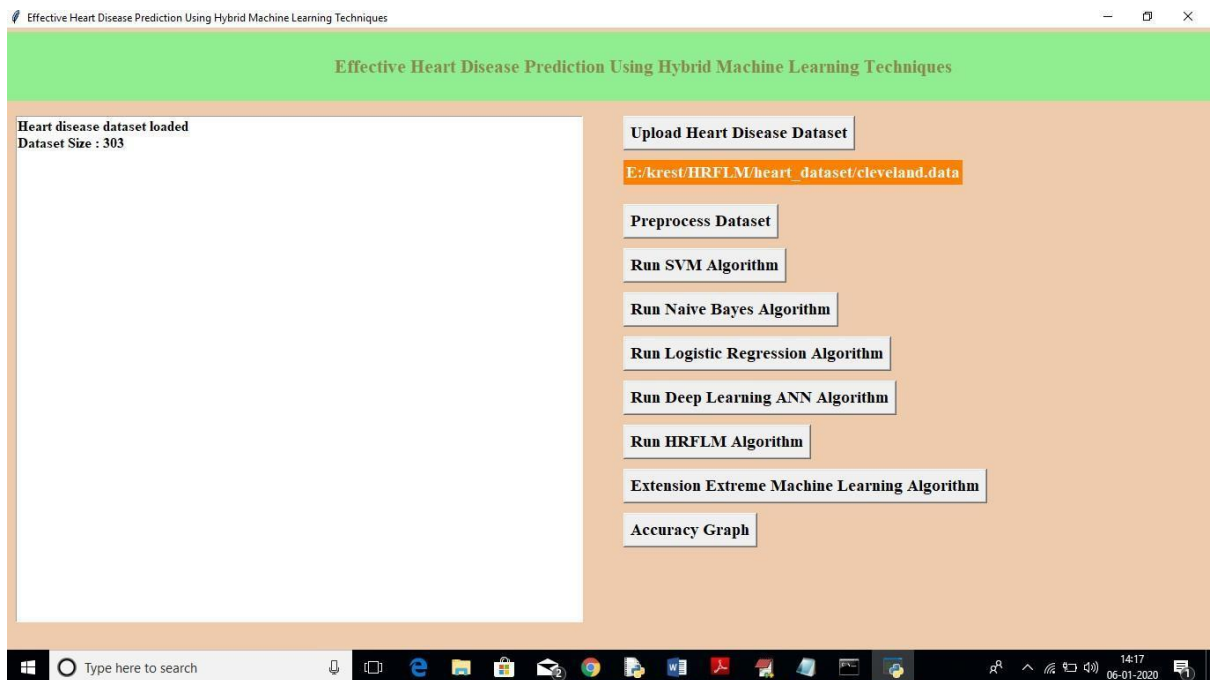 Effective Heart Disease Prediction Using Hybrid Machine Learning Techniques
Effective Heart Disease Prediction Using Hybrid Machine Learning Techniques
Heart disease dataset loaded
Dataset Size : 303
Upload Heart Disease Dataset
E:/krest/HRFLM/heart_dataset/cleveland.data
Preprocess Dataset
Run SVM Algorithm
Run Naive Bayes Algorithm
Run Logistic Regression Algorithm
Run Deep Learning ANN Algorithm
Run HRFLM Algorithm
Extension Extreme Machine Learning Algorithm
Accuracy Graph
Type here to search
2
14:17
06-01-2020
1